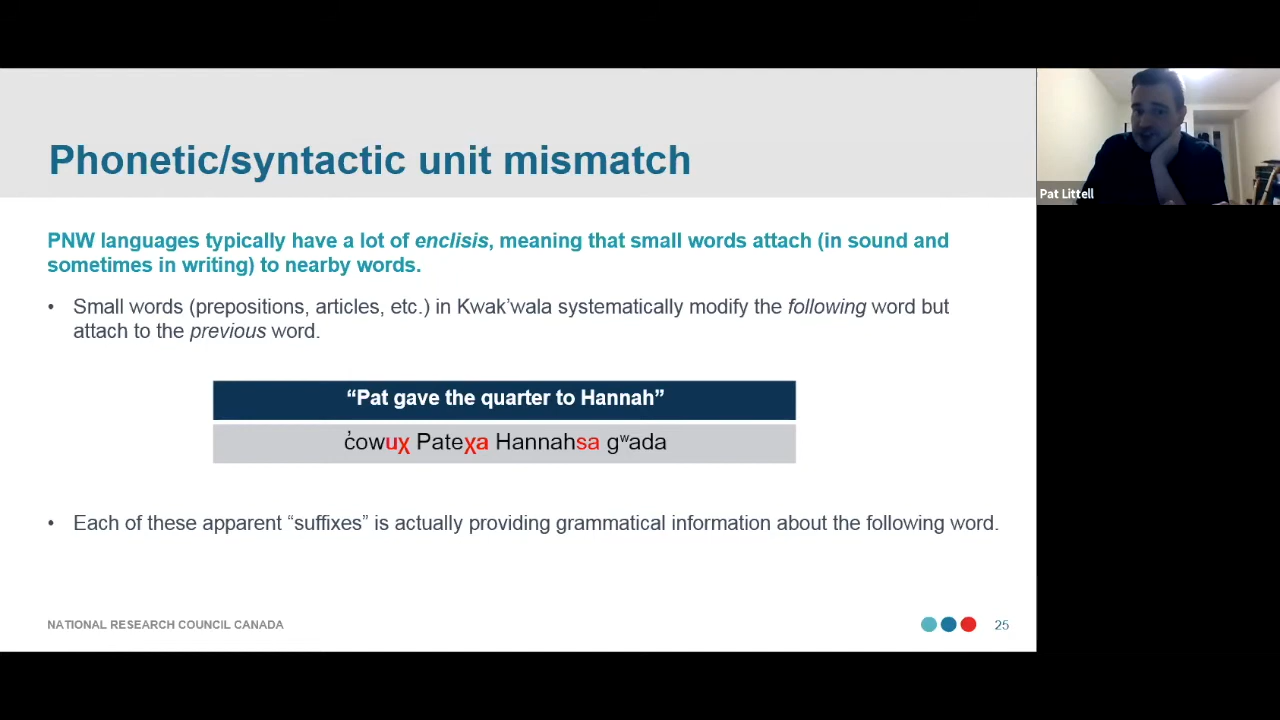 Phonetic/syntactic unit mismatch
Pat Littell
PNW languages typically have a lot of enclisis, meaning that small words attach (in sound and
sometimes in writing) to nearby words.
• Small words (prepositions, articles, etc.) in Kwak’wala systematically modify the following word but
attach to the previous word.
“Pat gave the quarter to Hannah”
c̓owuχ Pateχa Hannahsa gʷada
• Each of these apparent “suffixes” is actually providing grammatical information about the following word.
NATIONAL RESEARCH COUNCIL CANADA
25